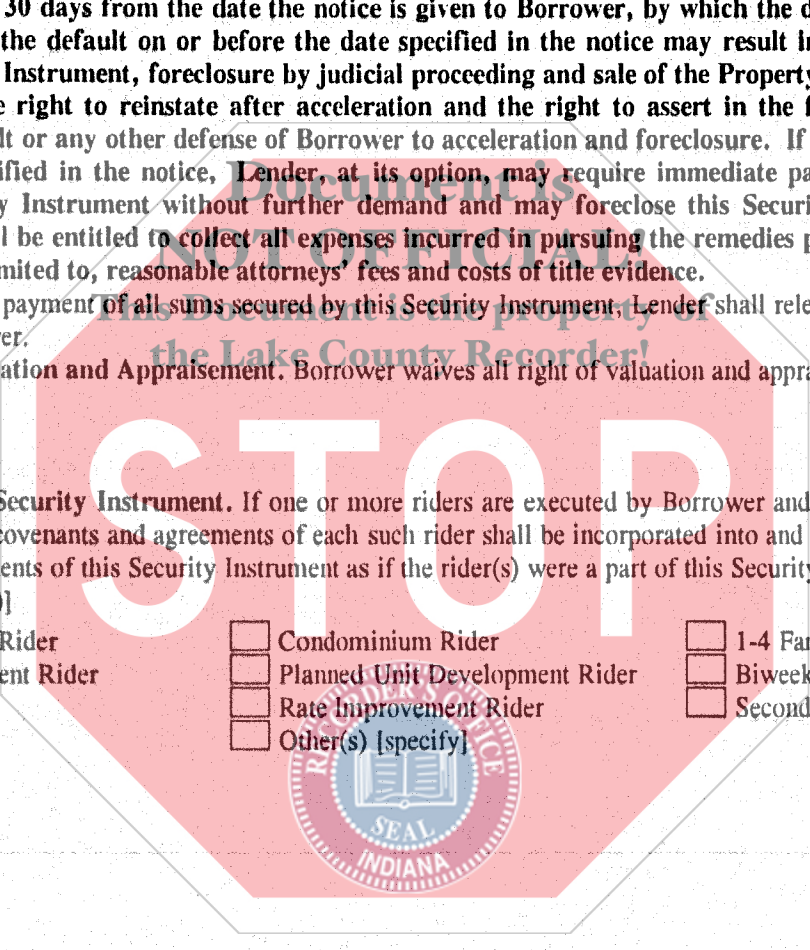 30 days from the date the notice is given to Borrower, by which the d
the default on or before the date specified in the notice may result in
Instrument, foreclosure by judicial proceeding and sale of the Property
right to reinstate after acceleration and the right to assert in the
lt or any other defense of Borrower to acceleration and foreclosure. If
ified in the notice, Lender, at its option, may require immediate pa
y Instrument without further demand and may foreclose this Securi
l be entitled to collect all expenses incurred in pursuing the remedies p
mited to, reasonable attorneys' fees and costs of title evidence.
payment of all sums secured by this Security Instrument, Lender shall rele
er.
ation and Appraisement. Borrower waives all right of valuation and appra
Document is
NOT OFFICIAL!
This Document is the property of
the Lake County Recorder!
STOP
Security Instrument. If one or more riders are executed by Borrower and
covenants and agreements of each such rider shall be incorporated into and
ents of this Security Instrument as if the rider(s) were a part of this Security
)]
Rider Condominium Rider 1-4 Fa
ent Rider Planned Unit Development Rider Biweek
Rate Improvement Rider Second
Other(s) [specify]
RECORDER'S OFFICE
SEAL
INDIANA